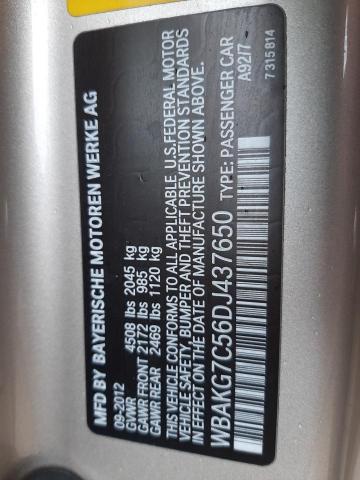 MFD BY BAYERISCHE MOTOREN WERKE AG
09-2012
GVWR 4508 lbs 2045 kg
GAWR FRONT 2172 lbs 985 kg
GAWR REAR 2469 lbs 1120 kg
THIS VEHICLE CONFORMS TO ALL APPLICABLE U.S. FEDERAL MOTOR
VEHICLE SAFETY, BUMPER AND THEFT PREVENTION STANDARDS
IN EFFECT ON THE DATE OF MANUFACTURE SHOWN ABOVE.
WBAKG7C56DJ437650 TYPE: PASSENGER CAR
A92/7
7 315 814